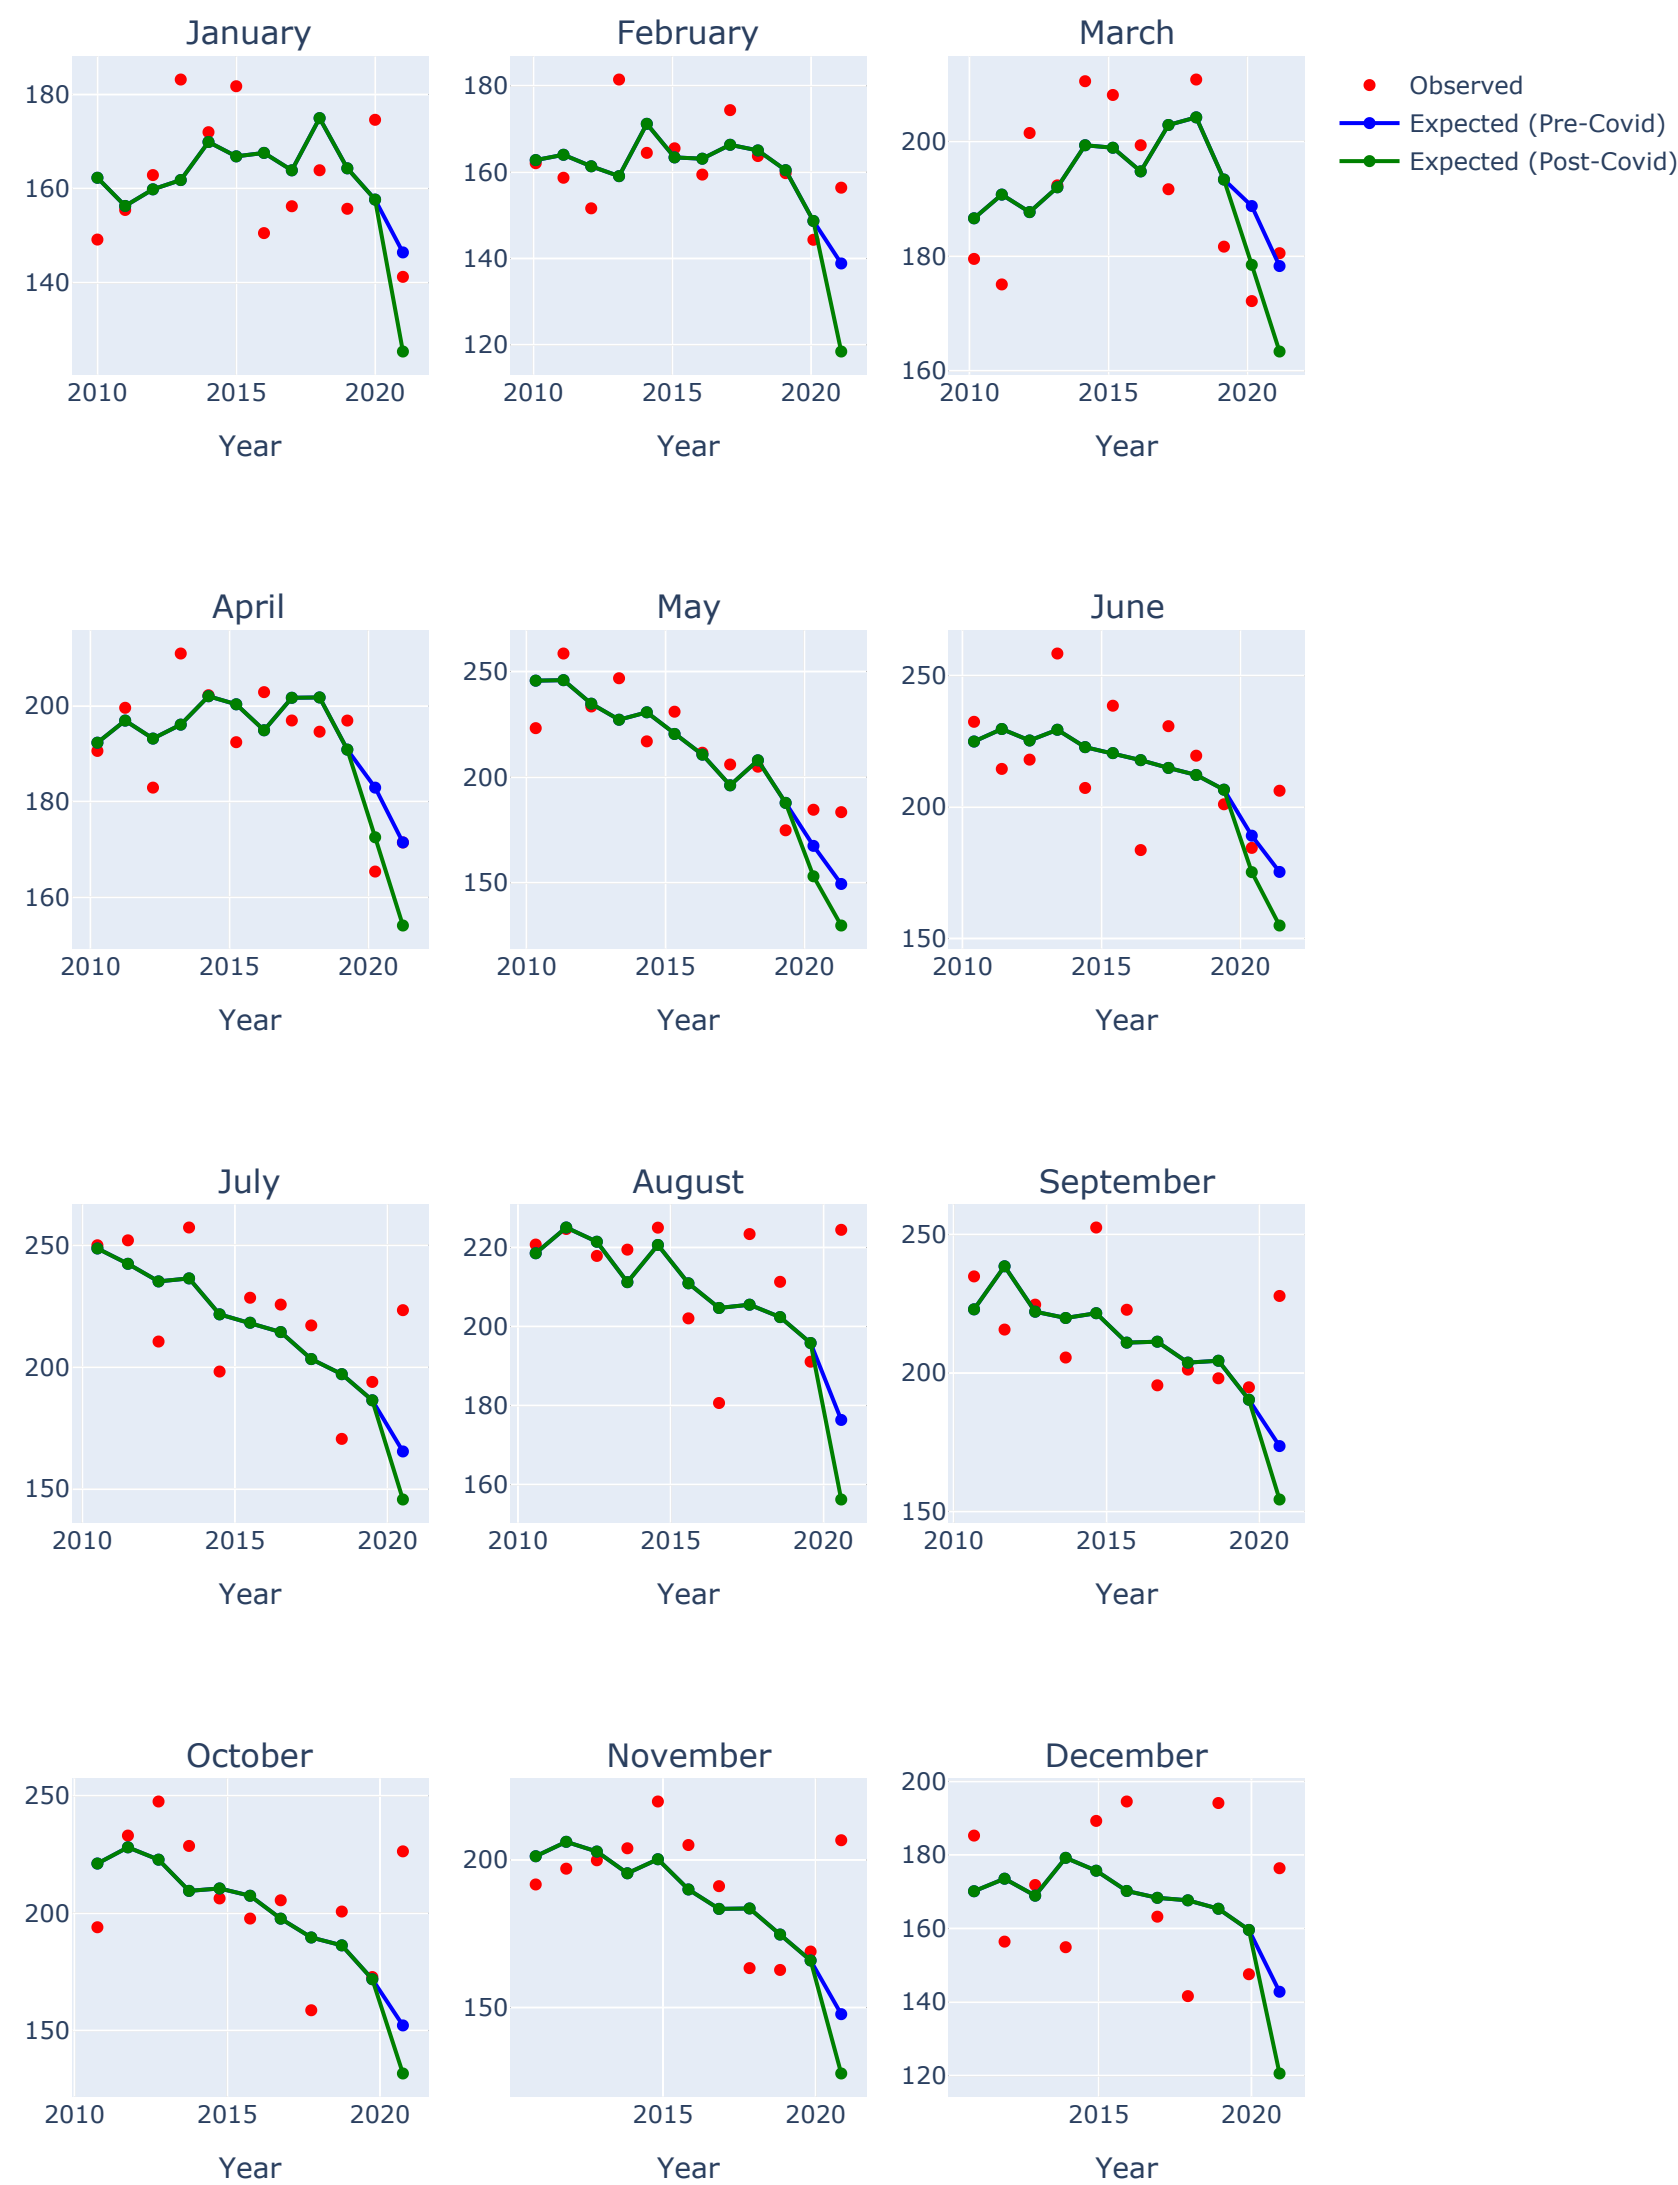 January
February
March
180
160
140
2010 2015 2020
Year
180
160
140
120
2010 2015 2020
Year
200
180
160
2010 2015 2020
Year
Observed
Expected (Pre-Covid)
Expected (Post-Covid)
April
May
June
200
180
160
2010 2015 2020
Year
250
200
150
2010 2015 2020
Year
250
200
150
2010 2015 2020
Year
July
August
September
250
200
150
2010 2015 2020
Year
220
200
180
160
2010 2015 2020
Year
250
200
150
2010 2015 2020
Year
October
November
December
250
200
150
2010 2015 2020
Year
200
150
2015 2020
Year
200
180
160
140
120
2015 2020
Year